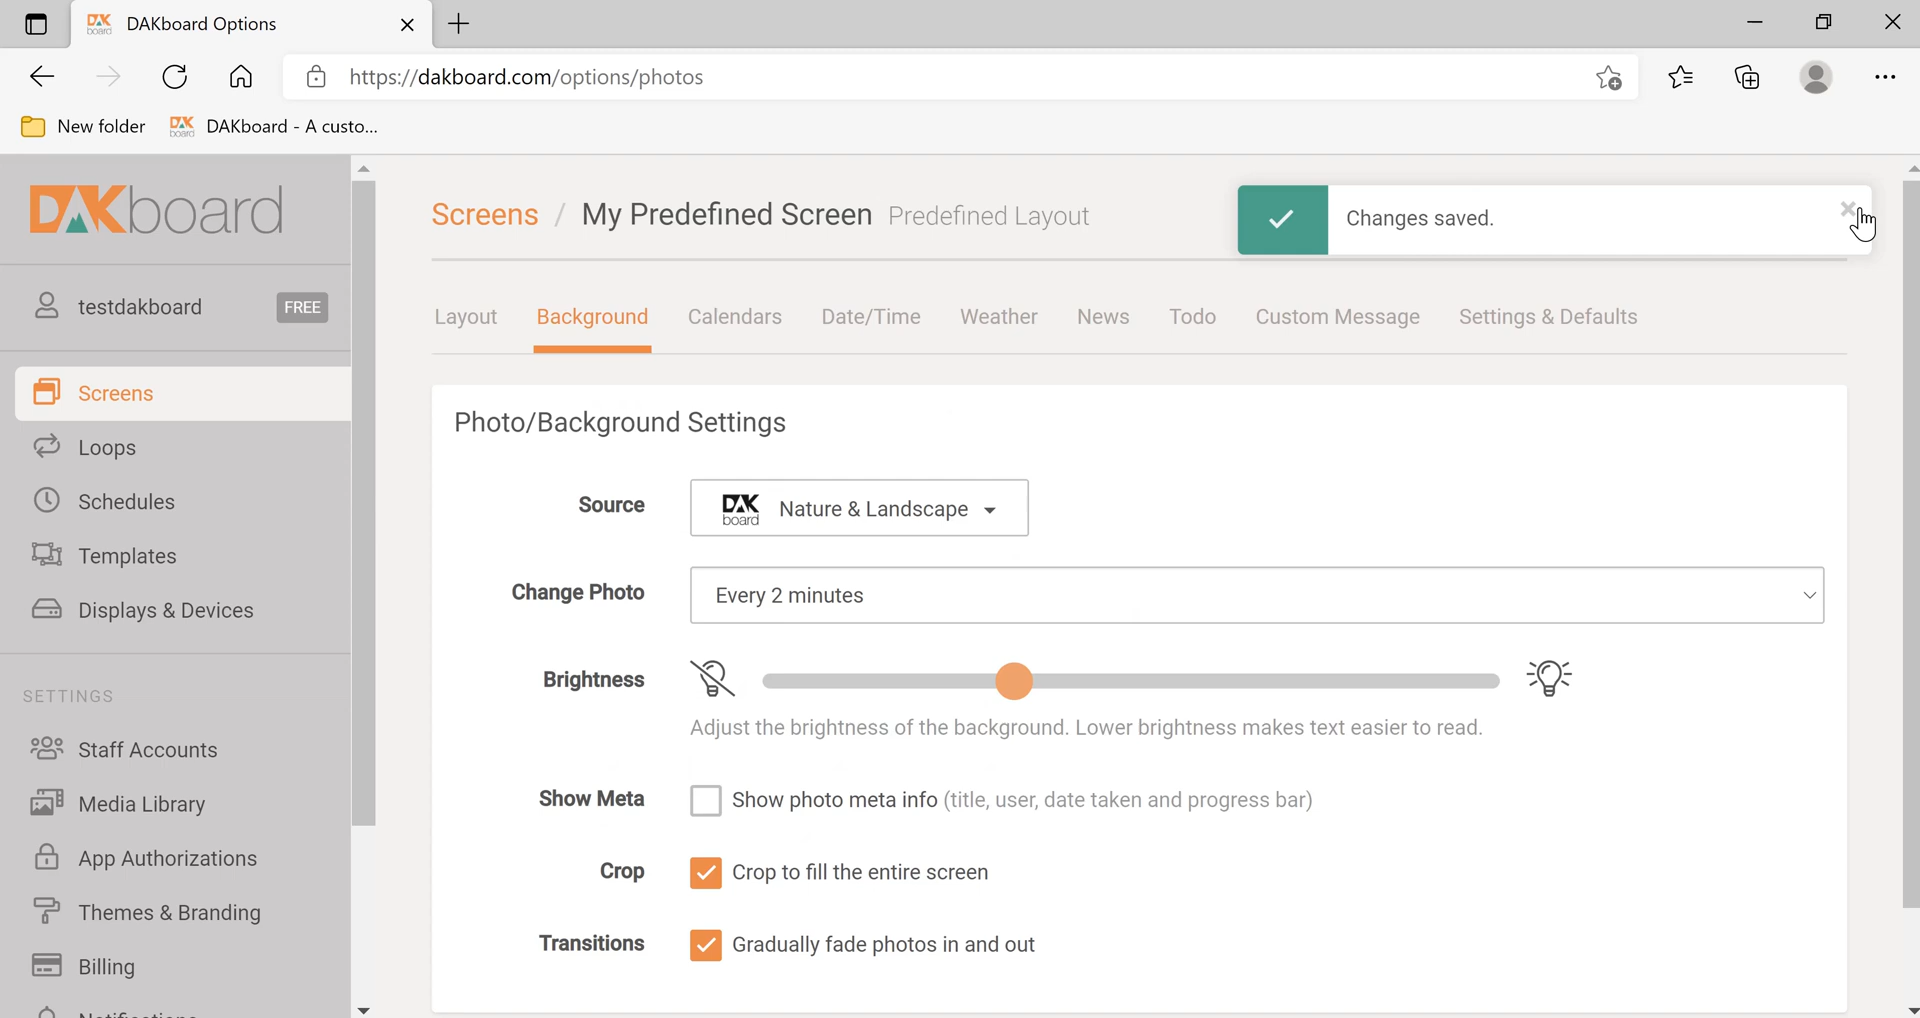 DAKboard Options
https://dakboard.com/options/photos
New folder
DAK board
DAKboard - A custo...
DAKboard
testdakboard
FREE
Screens
Loops
Schedules
Templates
Displays & Devices
SETTINGS
Staff Accounts
Media Library
App Authorizations
Themes & Branding
Billing
Screens / My Predefined Screen Predefined Layout
Changes saved.
Layout
Background
Calendars
Date/Time
Weather
News
Todo
Custom Message
Settings & Defaults
Photo/Background Settings
Source
DAK board
Nature & Landscape
Change Photo
Every 2 minutes
Brightness
Adjust the brightness of the background. Lower brightness makes text easier to read.
Show Meta
Show photo meta info (title, user, date taken and progress bar)
Crop
Crop to fill the entire screen
Transitions
Gradually fade photos in and out